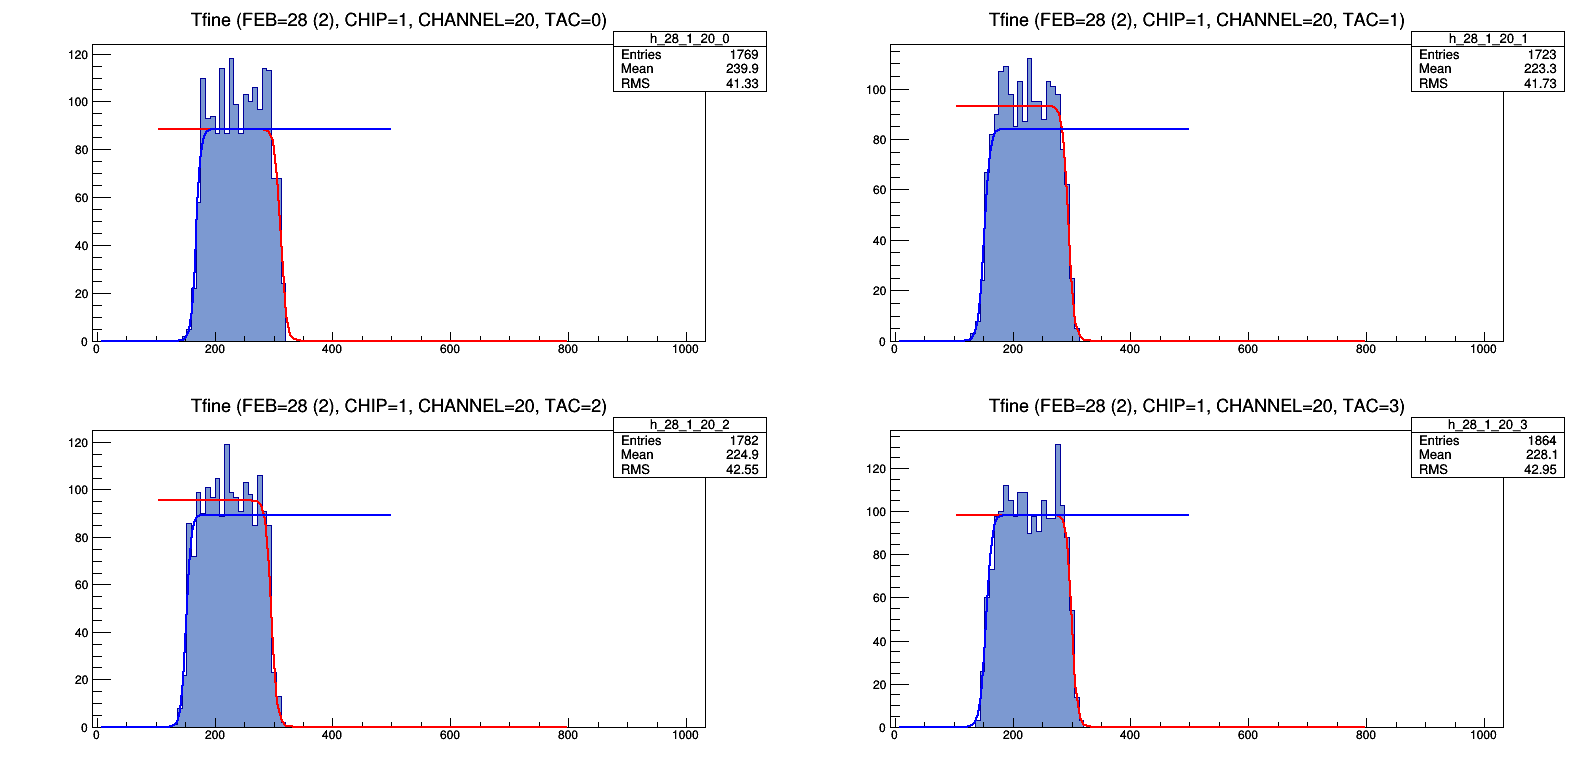 Tfine (FEB=28 (2), CHIP=1, CHANNEL=20, TAC=0)
h_28_1_20_0
Entries 1769
Mean 239.9
RMS 41.33
120
100
80
60
40
20
0
0 200 400 600 800 1000
Tfine (FEB=28 (2), CHIP=1, CHANNEL=20, TAC=1)
h_28_1_20_1
Entries 1723
Mean 223.3
RMS 41.73
100
80
60
40
20
0
0 200 400 600 800 1000
Tfine (FEB=28 (2), CHIP=1, CHANNEL=20, TAC=2)
h_28_1_20_2
Entries 1782
Mean 224.9
RMS 42.55
120
100
80
60
40
20
0
0 200 400 600 800 1000
Tfine (FEB=28 (2), CHIP=1, CHANNEL=20, TAC=3)
h_28_1_20_3
Entries 1864
Mean 228.1
RMS 42.95
120
100
80
60
40
20
0
0 200 400 600 800 1000